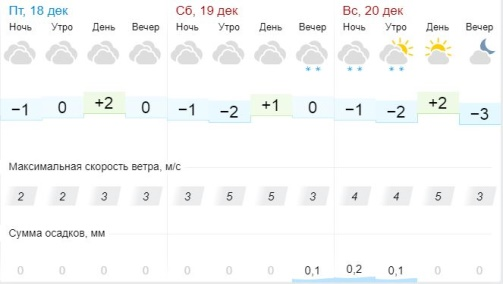 Пт, 18 дек Сб, 19 дек Вс, 20 дек
Ночь Утро День Вечер Ночь Утро День Вечер Ночь Утро День Вечер
−1 0 +2 0 −1 −2 +1 0 −1 −2 +2 −3
Максимальная скорость ветра, м/с
2 2 3 3 3 5 5 3 4 4 5 3
Сумма осадков, мм
0 0 0 0 0 0 0 0,1 0,2 0,1 0 0